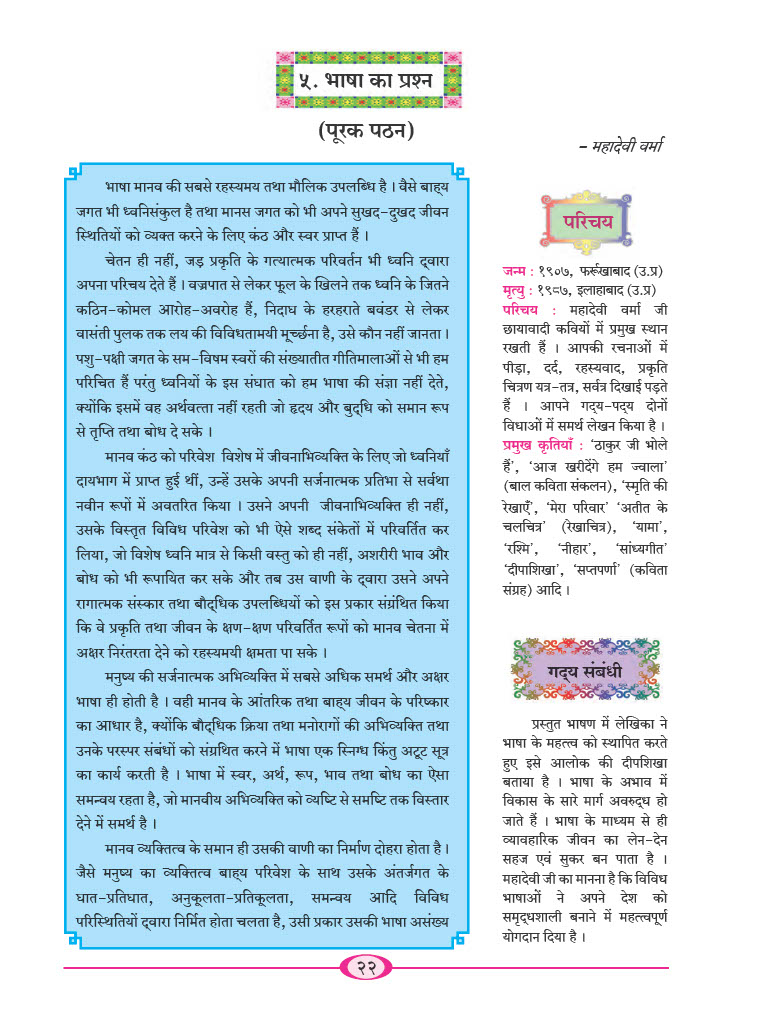 ५. भाषा का प्रश्न
(पूरक पठन)
– महादेवी वर्मा
भाषा मानव की सबसे रहस्यमय तथा मौलिक उपलब्धि है । वैसे बाह्य
जगत भी ध्वनिसंकुल है तथा मानस जगत को भी अपने सुखद-दुखद जीवन
स्थितियों को व्यक्त करने के लिए कंठ और स्वर प्राप्त हैं ।
चेतन ही नहीं, जड़ प्रकृति के गत्यात्मक परिवर्तन भी ध्वनि द्वारा
अपना परिचय देते हैं । वज्रपात से लेकर फूल के खिलने तक ध्वनि के जितने
कठिन-कोमल आरोह-अवरोह हैं, निदाघ के हरहराते बवंडर से लेकर
वासंती पुलक तक लय की विविधतामयी मूर्च्छना है, उसे कौन नहीं जानता ।
पशु-पक्षी जगत के सम-विषम स्वरों की संख्यातीत गीतिमालाओं से भी हम
परिचित हैं परंतु ध्वनियों के इस संघात को हम भाषा की संज्ञा नहीं देते,
क्योंकि इसमें वह अर्थवत्ता नहीं रहती जो हृदय और बुद्धि को समान रूप
से तृप्ति तथा बोध दे सके ।
मानव कंठ को परिवेश विशेष में जीवनाभिव्यक्ति के लिए जो ध्वनियाँ
दायभाग में प्राप्त हुई थीं, उन्हें उसके अपनी सर्जनात्मक प्रतिभा से सर्वथा
नवीन रूपों में अवतरित किया । उसने अपनी जीवनाभिव्यक्ति ही नहीं,
उसके विस्तृत विविध परिवेश को भी ऐसे शब्द संकेतों में परिवर्तित कर
लिया, जो विशेष ध्वनि मात्र से किसी वस्तु को ही नहीं, अशरीरी भाव और
बोध को भी रूपायित कर सके और तब उस वाणी के द्वारा उसने अपने
रागात्मक संस्कार तथा बौद्धिक उपलब्धियों को इस प्रकार संग्रंथित किया
कि वे प्रकृति तथा जीवन के क्षण-क्षण परिवर्तित रूपों को मानव चेतना में
अक्षर निरंतरता देने को रहस्यमयी क्षमता पा सके ।
मनुष्य की सर्जनात्मक अभिव्यक्ति में सबसे अधिक समर्थ और अक्षर
भाषा ही होती है । वही मानव के आंतरिक तथा बाह्य जीवन के परिष्कार
का आधार है, क्योंकि बौद्धिक क्रिया तथा मनोरागों की अभिव्यक्ति तथा
उनके परस्पर संबंधों को संग्रथित करने में भाषा एक स्निग्ध किंतु अटूट सूत्र
का कार्य करती है । भाषा में स्वर, अर्थ, रूप, भाव तथा बोध का ऐसा
समन्वय रहता है, जो मानवीय अभिव्यक्ति को व्यष्टि से समष्टि तक विस्तार
देने में समर्थ है ।
मानव व्यक्तित्व के समान ही उसकी वाणी का निर्माण दोहरा होता है ।
जैसे मनुष्य का व्यक्तित्व बाह्य परिवेश के साथ उसके अंतर्जगत के
घात-प्रतिघात, अनुकूलता-प्रतिकूलता, समन्वय आदि विविध
परिस्थितियों द्वारा निर्मित होता चलता है, उसी प्रकार उसकी भाषा असंख्य
परिचय
जन्म : १९०७, फर्रूखाबाद (उ.प्र)
मृत्यु : १९८७, इलाहाबाद (उ.प्र)
परिचय : महादेवी वर्मा जी
छायावादी कवियों में प्रमुख स्थान
रखती हैं । आपकी रचनाओं में
पीड़ा, दर्द, रहस्यवाद, प्रकृति
चित्रण यत्र-तत्र, सर्वत्र दिखाई पड़ते
हैं । आपने गद्य-पद्य दोनों
विधाओं में समर्थ लेखन किया है ।
प्रमुख कृतियाँ : ‘ठाकुर जी भोले
हैं’, ‘आज खरीदेंगे हम ज्वाला’
(बाल कविता संकलन), ‘स्मृति की
रेखाएँ’, ‘मेरा परिवार’ ‘अतीत के
चलचित्र’ (रेखाचित्र), ‘यामा’,
‘रश्मि’, ‘नीहार’, ‘सांध्यगीत’
‘दीपाशिखा’, ‘सप्तपर्णा’ (कविता
संग्रह) आदि ।
गद्य संबंधी
प्रस्तुत भाषण में लेखिका ने
भाषा के महत्त्व को स्थापित करते
हुए इसे आलोक की दीपशिखा
बताया है । भाषा के अभाव में
विकास के सारे मार्ग अवरुद्ध हो
जाते हैं । भाषा के माध्यम से ही
व्यावहारिक जीवन का लेन-देन
सहज एवं सुकर बन पाता है ।
महादेवी जी का मानना है कि विविध
भाषाओं ने अपने देश को
समृद्धशाली बनाने में महत्त्वपूर्ण
योगदान दिया है ।
२२